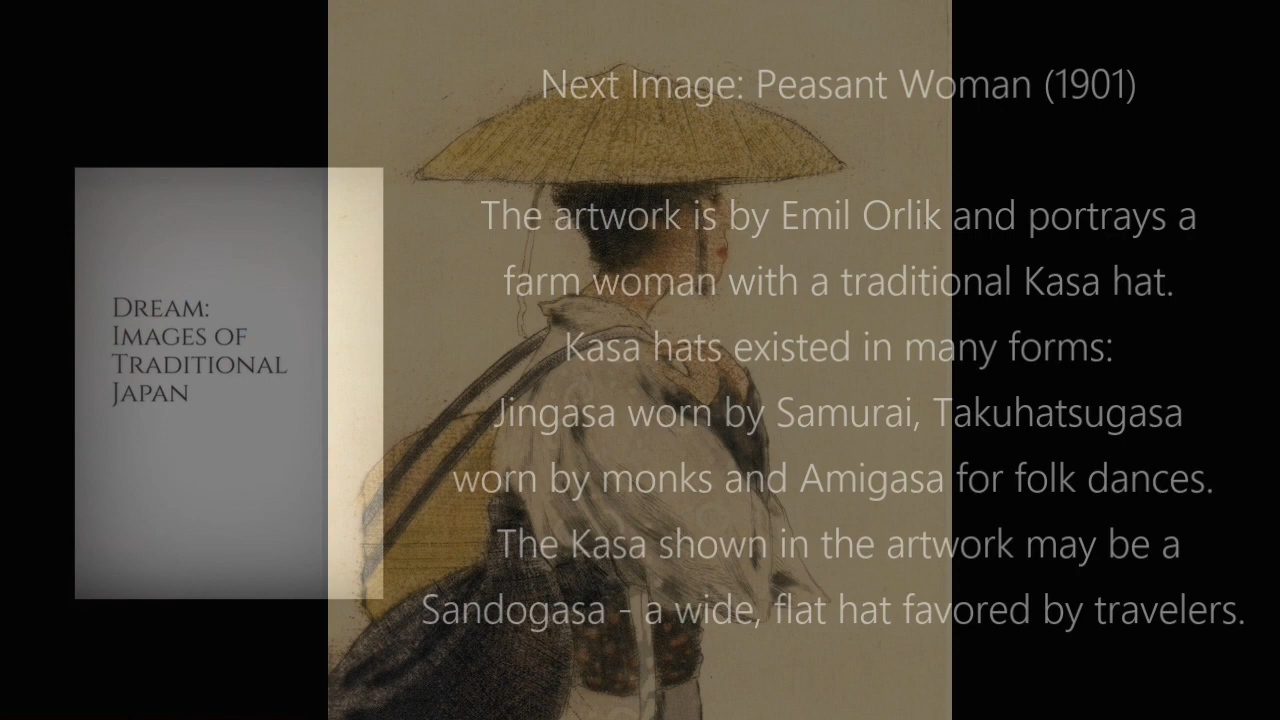 Next Image: Peasant Woman (1901)
DREAM:
IMAGES OF
TRADITIONAL
JAPAN
The artwork is by Emil Orlik and portrays a
farm woman with a traditional Kasa hat.
Kasa hats existed in many forms:
Jingasa worn by Samurai, Takuhatsugasa
worn by monks and Amigasa for folk dances.
The Kasa shown in the artwork may be a
Sandogasa - a wide, flat hat favored by travelers.